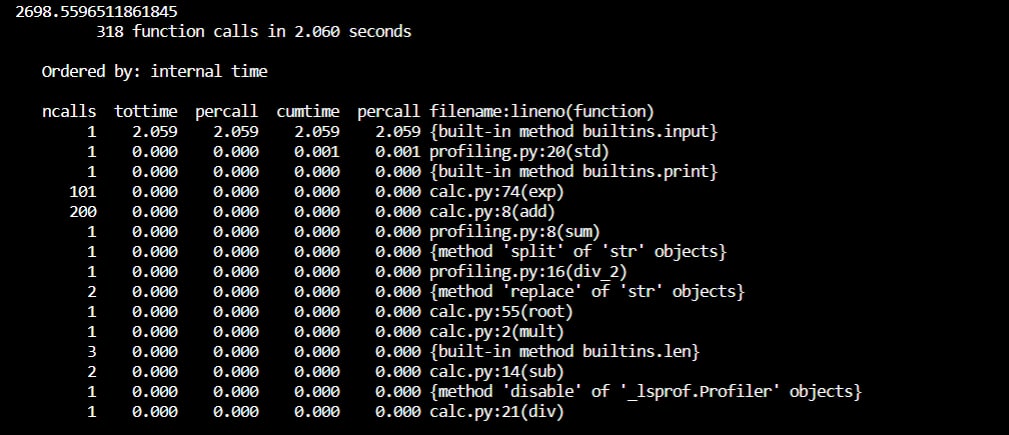 2698.5596511861845
318 function calls in 2.060 seconds
Ordered by: internal time
ncalls tottime percall cumtime percall filename:lineno(function)
1 2.059 2.059 2.059 2.059 {built-in method builtins.input}
1 0.000 0.000 0.001 0.001 profiling.py:20(std)
1 0.000 0.000 0.000 0.000 {built-in method builtins.print}
101 0.000 0.000 0.000 0.000 calc.py:74(exp)
200 0.000 0.000 0.000 0.000 calc.py:8(add)
1 0.000 0.000 0.000 0.000 profiling.py:8(sum)
1 0.000 0.000 0.000 0.000 {method 'split' of 'str' objects}
1 0.000 0.000 0.000 0.000 profiling.py:16(div_2)
2 0.000 0.000 0.000 0.000 {method 'replace' of 'str' objects}
1 0.000 0.000 0.000 0.000 calc.py:55(root)
1 0.000 0.000 0.000 0.000 calc.py:2(mult)
3 0.000 0.000 0.000 0.000 {built-in method builtins.len}
2 0.000 0.000 0.000 0.000 calc.py:14(sub)
1 0.000 0.000 0.000 0.000 {method 'disable' of '_lsprof.Profiler' objects}
1 0.000 0.000 0.000 0.000 calc.py:21(div)